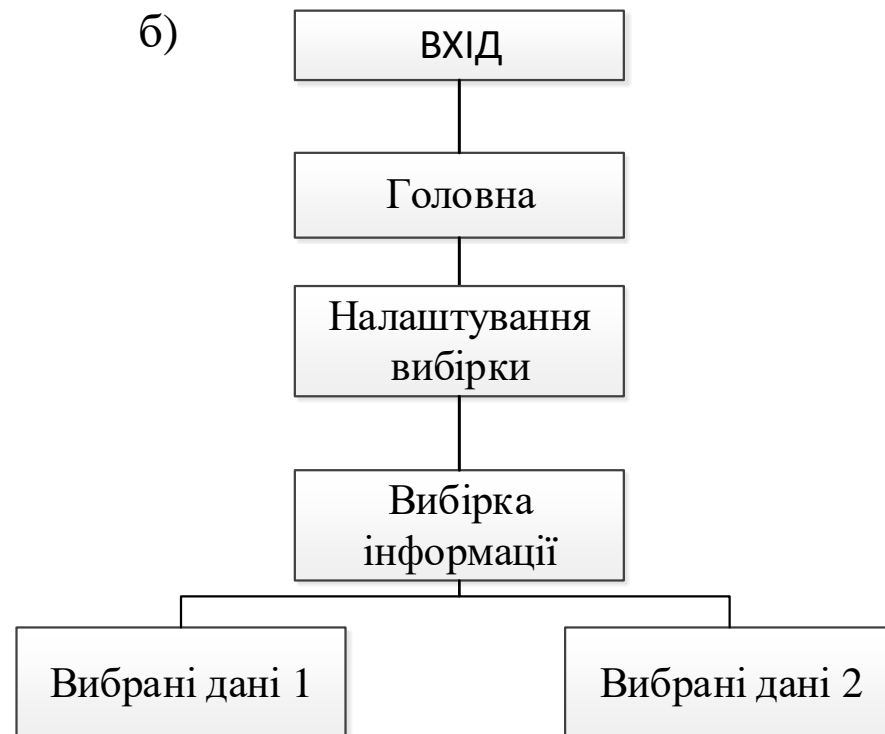 б)
ВХІД
Головна
Налаштування
вибірки
Вибірка
інформації
Вибрані дані 1
Вибрані дані 2